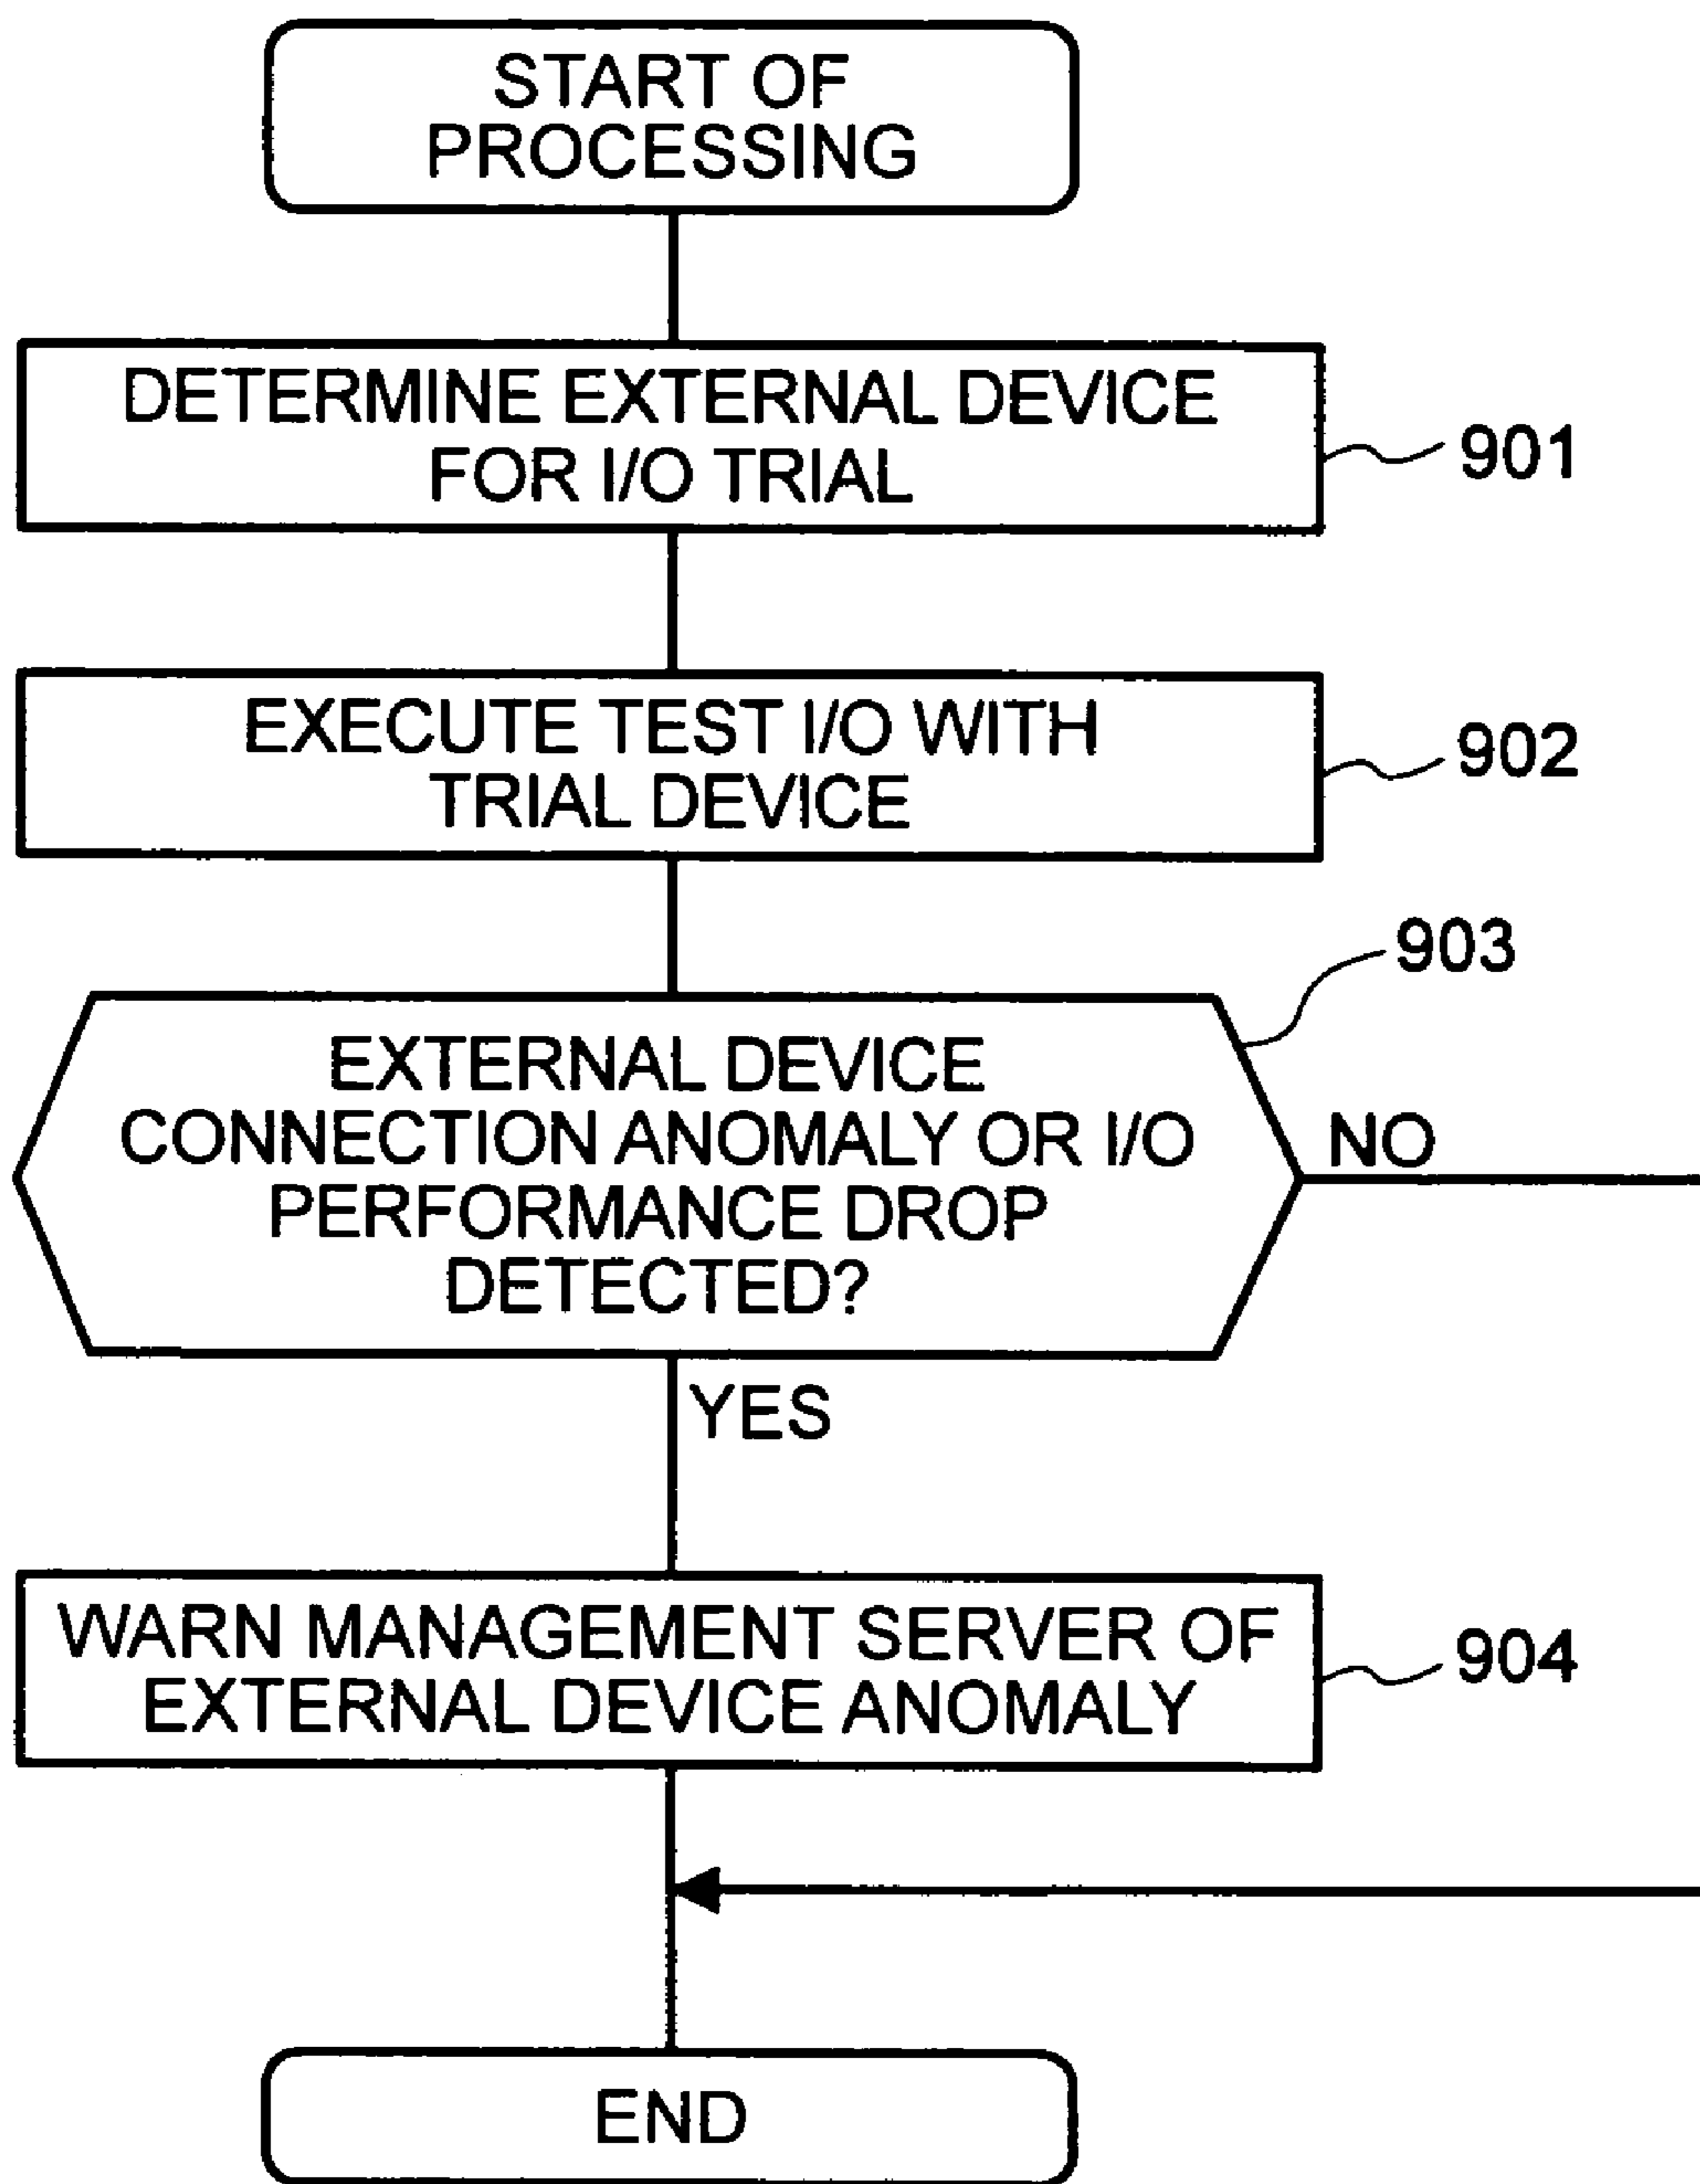 START OF
PROCESSING
DETERMINE EXTERNAL DEVICE
FOR I/O TRIAL
901
EXECUTE TEST I/O WITH
TRIAL DEVICE
902
903
EXTERNAL DEVICE
CONNECTION ANOMALY OR I/O
PERFORMANCE DROP
DETECTED?
NO
YES
WARN MANAGEMENT SERVER OF
EXTERNAL DEVICE ANOMALY
904
END